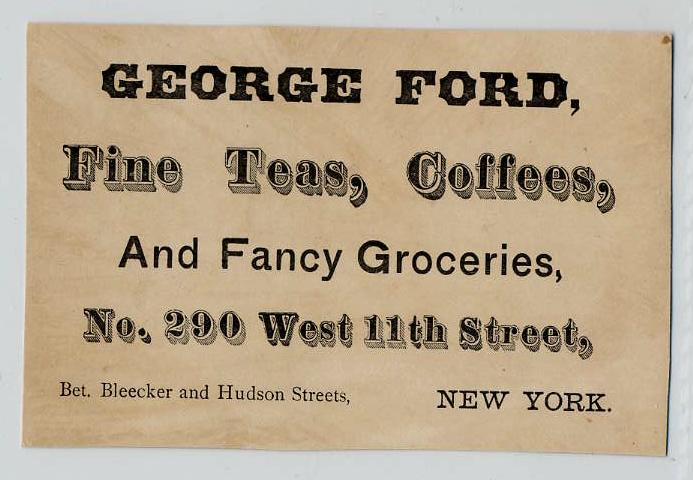 GEORGE FORD,
Fine Teas, Coffees,
And Fancy Groceries,
No. 290 West 11th Street,
Bet. Bleecker and Hudson Streets, NEW YORK.